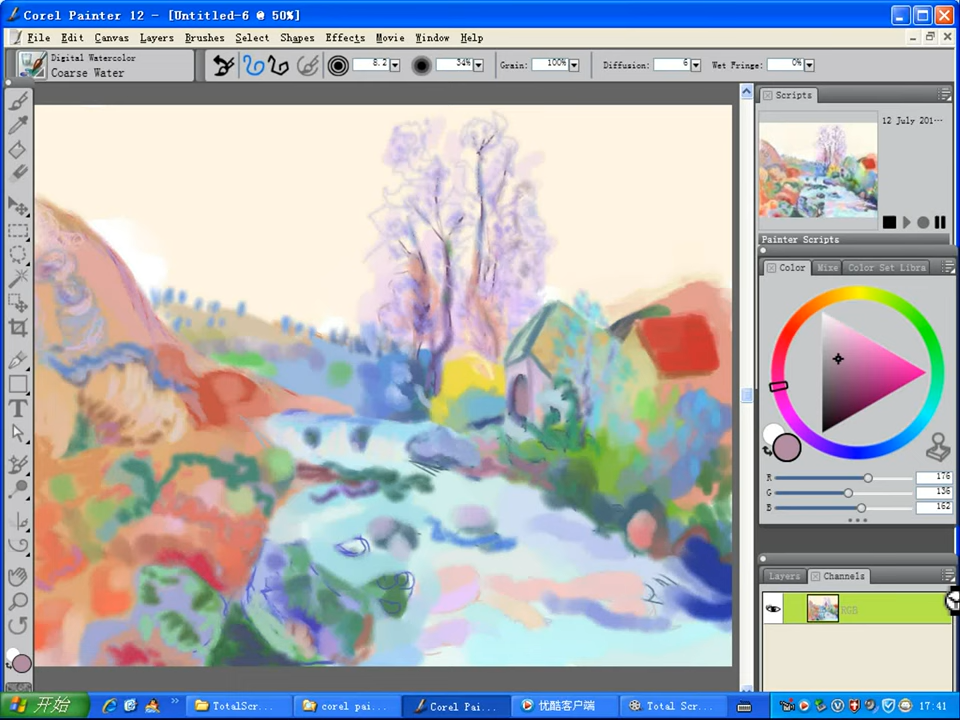 Corel Painter 12 - [Untitled-6 @ 50%]
File Edit Canvas Layers Brushes Select Shapes Effects Movie Window Help
Digital Watercolor
Coarse Water
8.2
34%
Grain: 100%
Diffusion: 6
Wet Fringe: 0%
Scripts
12 July 201···
Painter Scripts
Color Mixe Color Set Libra
R 176
G 136
B 162
Layers Channels
RGB
开始
TotalScr...
corel pai...
Corel Pai...
优酷客户端
Total Scr...
17:41